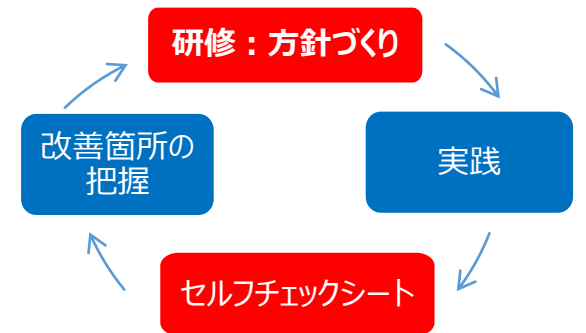 研修：方針づくり
改善箇所の
把握
実践
セルフチェックシート